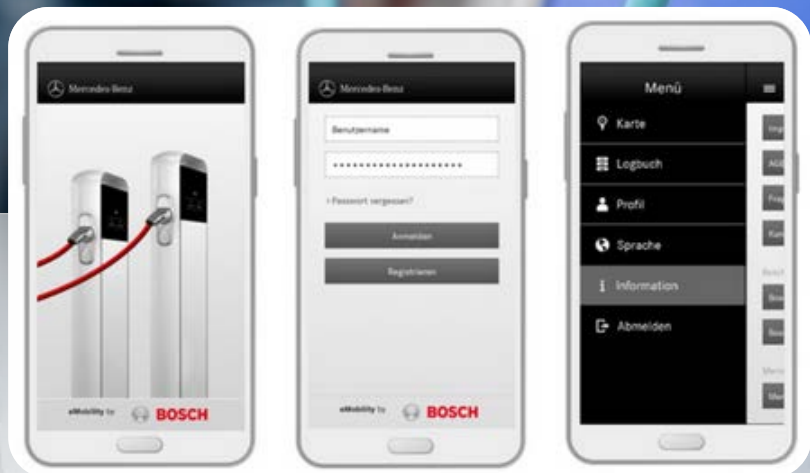 Mercedes-Benz
eMobility by BOSCH
Mercedes-Benz
Benutzername
> Passwort vergessen?
Anmelden
Registrieren
eMobility by BOSCH
Menü
Karte
Logbuch
Profil
Sprache
Information
Abmelden